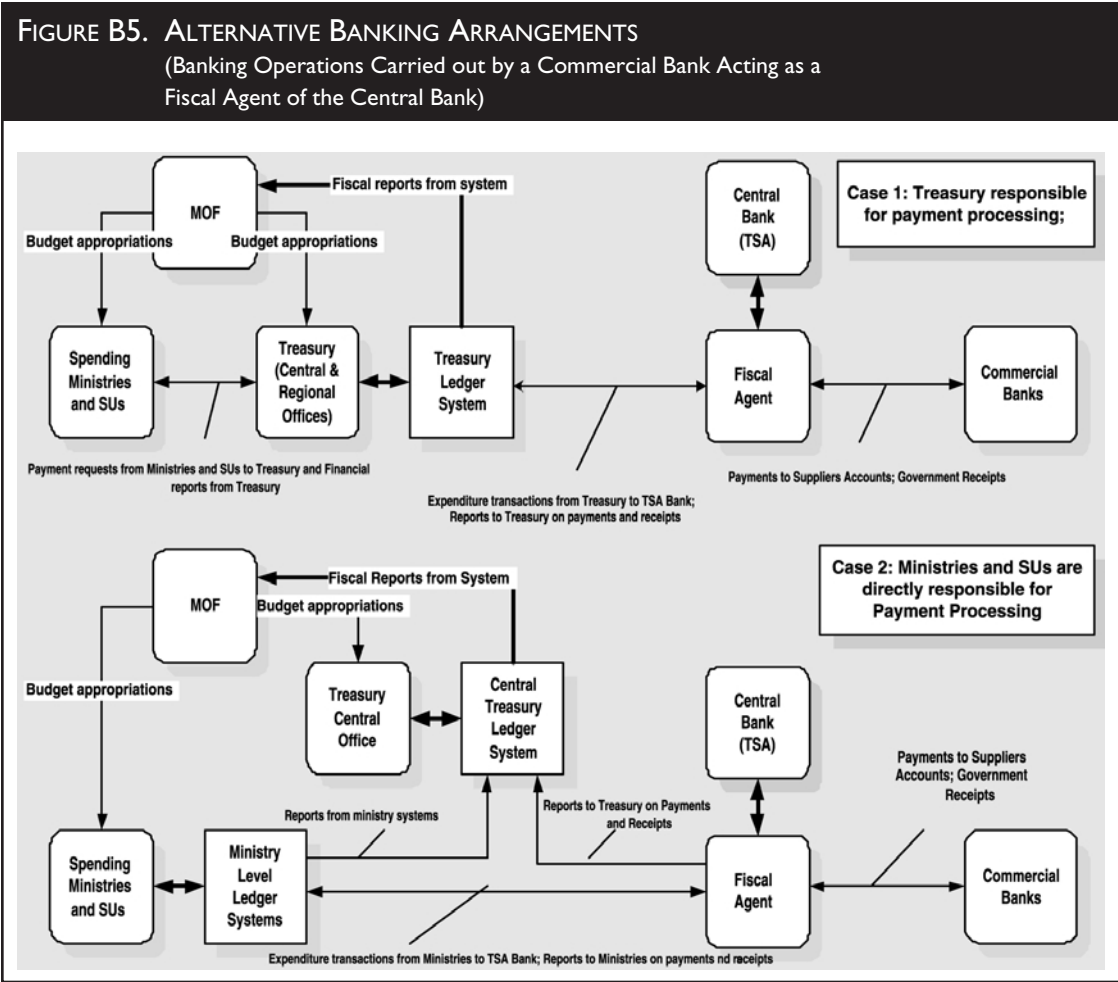 FIGURE B5. ALTERNATIVE BANKING ARRANGEMENTS
(Banking Operations Carried out by a Commercial Bank Acting as a
Fiscal Agent of the Central Bank)
MOF
Fiscal reports from system
Budget appropriations
Budget appropriations
Central
Bank
(TSA)
Case 1: Treasury responsible
for payment processing;
Spending
Ministries
and SUs
Treasury
(Central &
Regional
Offices)
Treasury
Ledger
System
Fiscal
Agent
Commercial
Banks
Payment requests from Ministries and SUs to Treasury and Financial
reports from Treasury
Expenditure transactions from Treasury to TSA Bank;
Reports to Treasury on payments and receipts
Payments to Suppliers Accounts; Government Receipts
MOF
Fiscal Reports from System
Budget appropriations
Budget appropriations
Case 2: Ministries and SUs are
directly responsible for
Payment Processing
Treasury
Central
Office
Central
Treasury
Ledger
System
Central
Bank
(TSA)
Payments to Suppliers
Accounts; Government
Receipts
Reports from ministry systems
Reports to Treasury on Payments
and Receipts
Spending
Ministries
and SUs
Ministry
Level
Ledger
Systems
Fiscal
Agent
Commercial
Banks
Expenditure transactions from Ministries to TSA Bank; Reports to Ministries on payments nd receipts